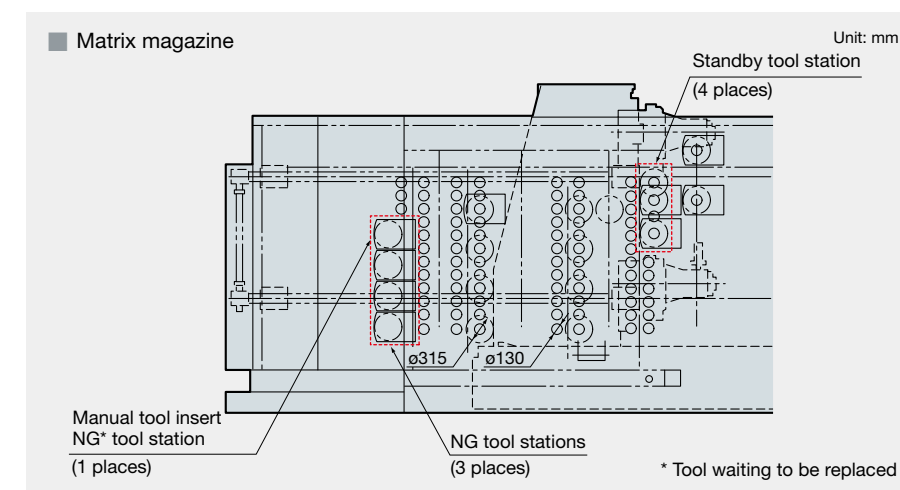 Matrix magazine
Unit: mm
Standby tool station
(4 places)
ø315
ø130
Manual tool insert
NG* tool station
(1 places)
NG tool stations
(3 places)
* Tool waiting to be replaced